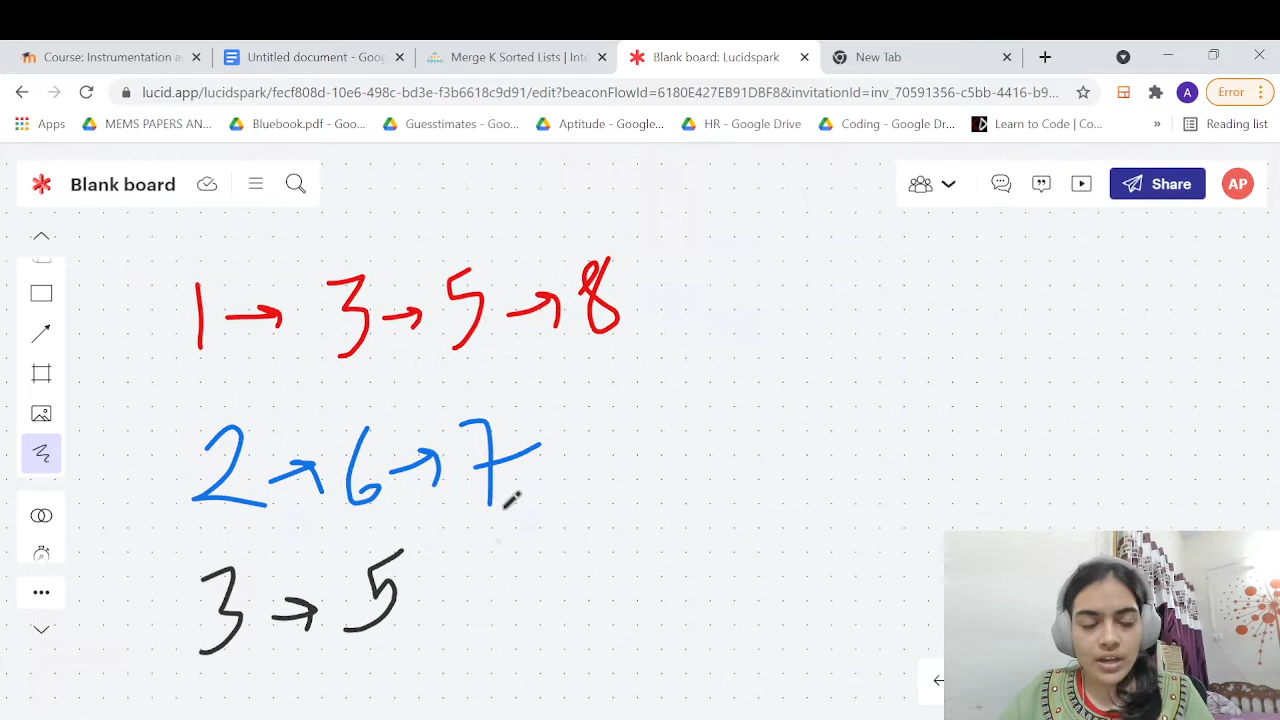 Course: Instrumentation a
Untitled document - Goog
Merge K Sorted Lists | Inte
Blank board: Lucidspark
New Tab
lucid.app/lucidspark/fecf808d-10e6-498c-bd3e-f3b6618c9d91/edit?beaconFlowId=6180E427EB91DBF8&invitationId=inv_70591356-c5bb-4416-b9...
A
Error
Apps
MEMS PAPERS AN...
Bluebook.pdf - Goo...
Guesstimates - Goo...
Aptitude - Google...
HR - Google Drive
Coding - Google Dr...
Learn to Code | Co...
»
Reading list
Blank board
Share
AP
1 → 3 → 5 → 8
2 → 6 → 7
3 → 5